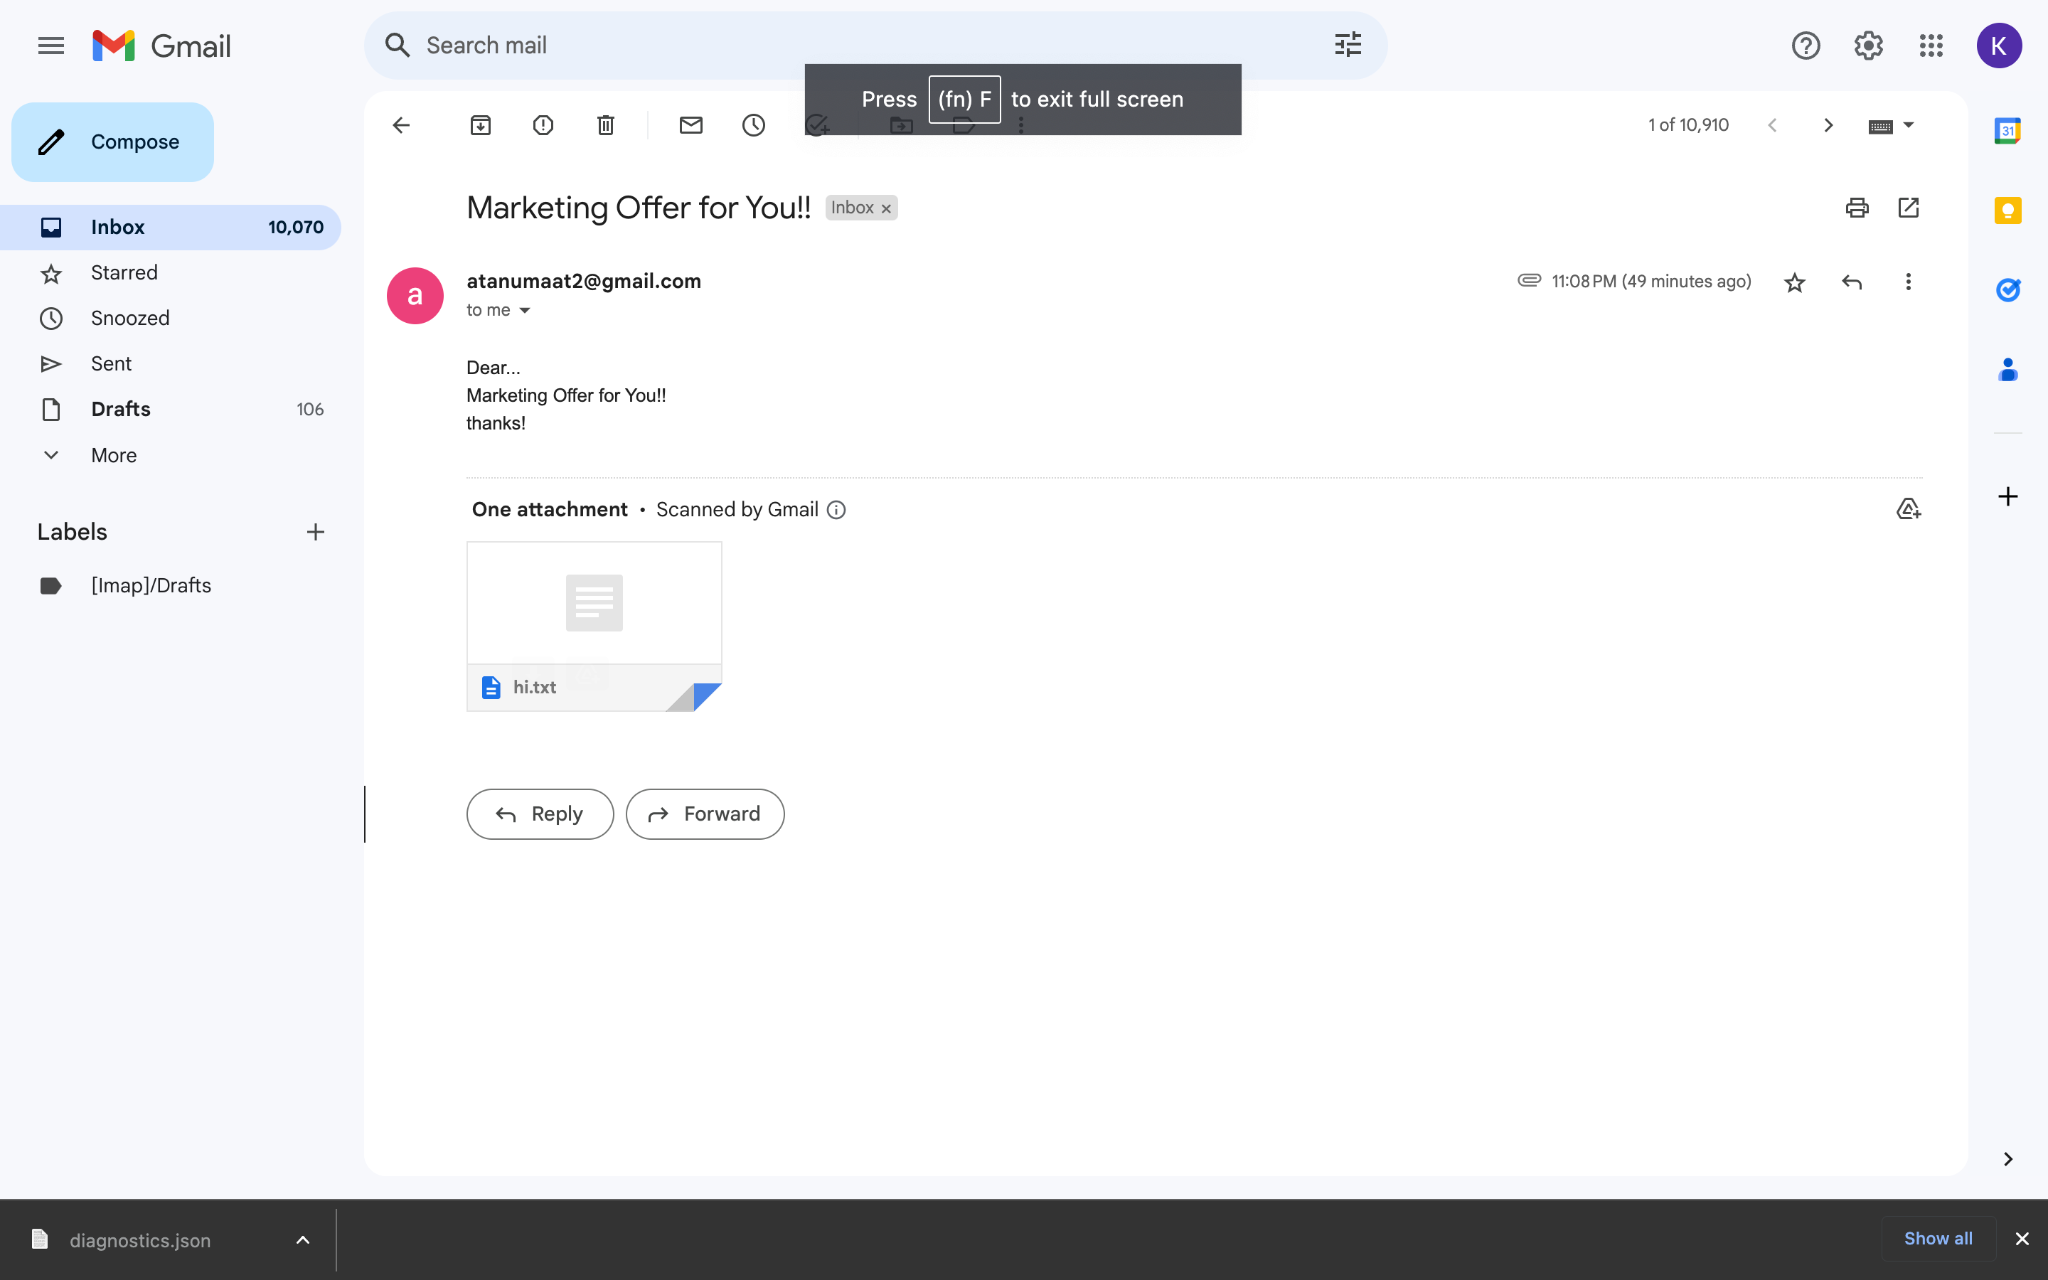 Gmail
Search mail
Press (fn) F to exit full screen
K
Compose
1 of 10,910
31
Marketing Offer for You!! Inbox ×
Inbox 10,070
Starred
Snoozed
Sent
Drafts 106
More
Labels
[Imap]/Drafts
a
atanumaat2@gmail.com
11:08 PM (49 minutes ago)
to me
Dear...
Marketing Offer for You!!
thanks!
One attachment • Scanned by Gmail
hi.txt
Reply
Forward
diagnostics.json
Show all